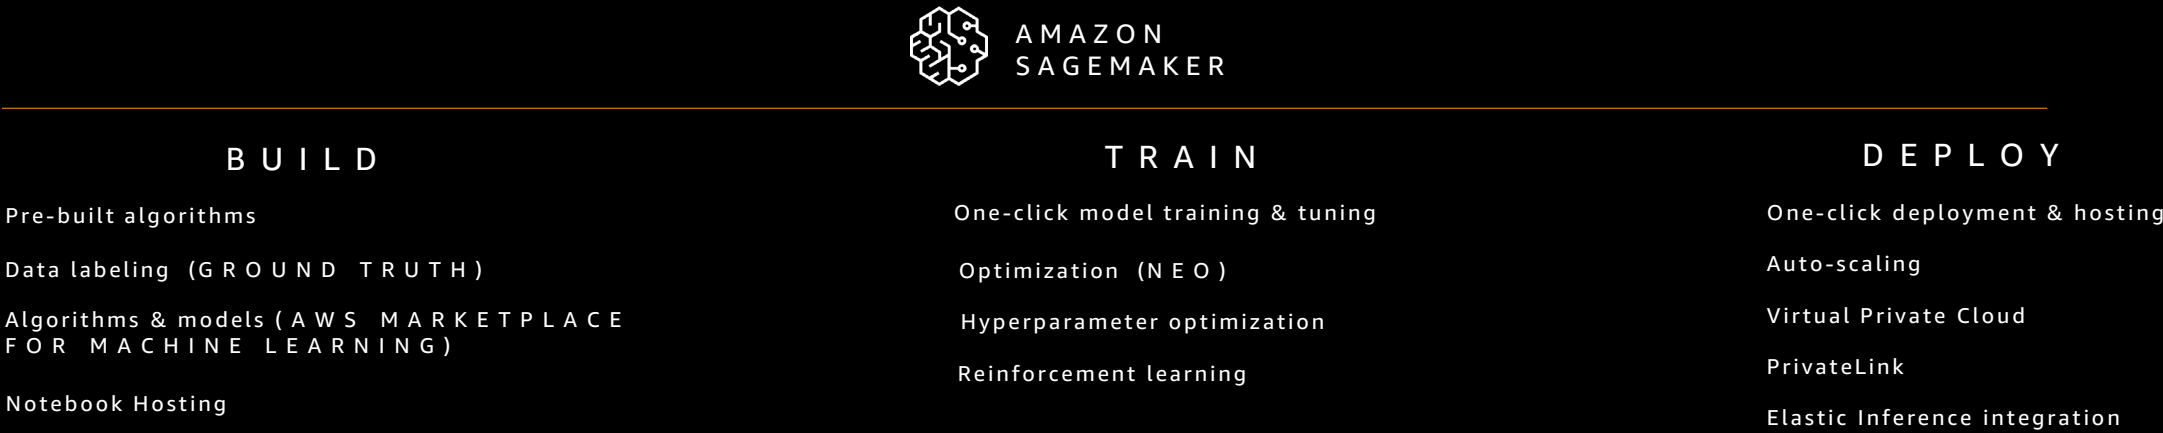 AMAZON
SAGEMAKER
BUILD
Pre-built algorithms
Data labeling (GROUND TRUTH)
Algorithms & models (AWS MARKETPLACE
FOR MACHINE LEARNING)
Notebook Hosting
TRAIN
One-click model training & tuning
Optimization (NEO)
Hyperparameter optimization
Reinforcement learning
DEPLOY
One-click deployment & hosting
Auto-scaling
Virtual Private Cloud
PrivateLink
Elastic Inference integration